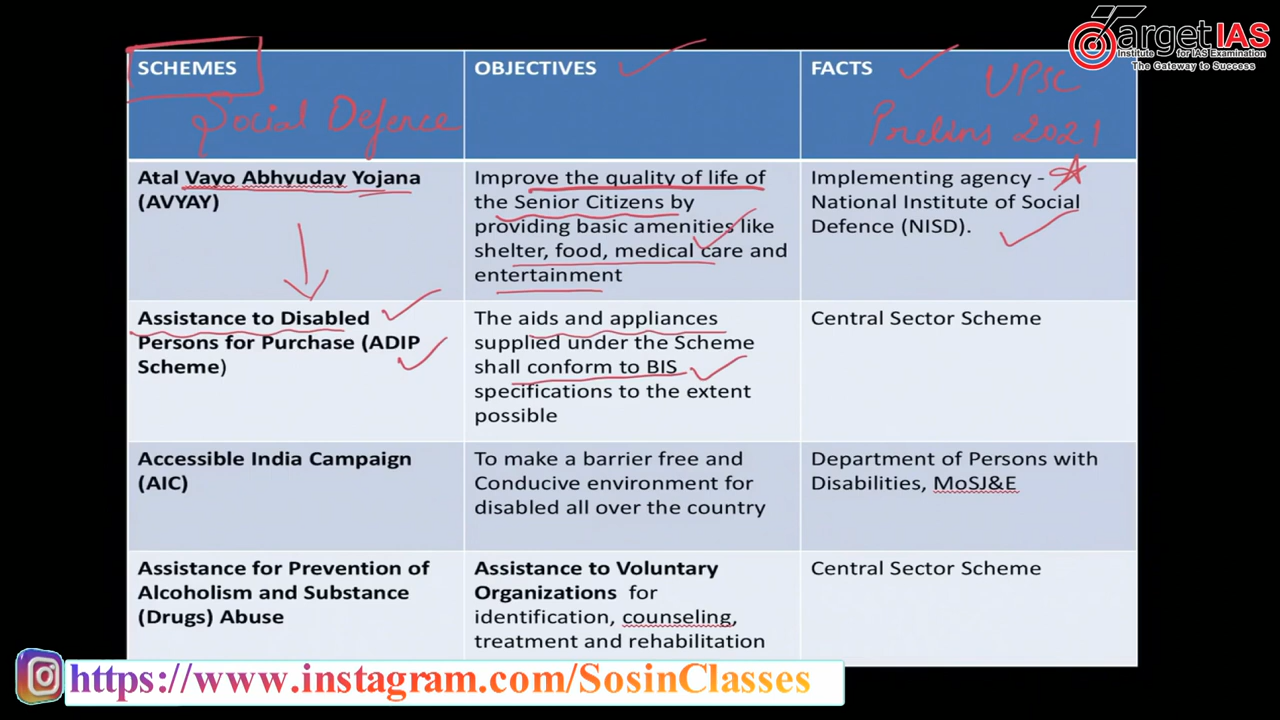 Target IAS
Institute for IAS Examination
The Gateway to Success
SCHEMES
Social Defence
OBJECTIVES
FACTS
UPSC
Prelims 2021
Atal Vayo Abhyuday Yojana
(AVYAY)
Improve the quality of life of
the Senior Citizens by
providing basic amenities like
shelter, food, medical care and
entertainment
Implementing agency -
National Institute of Social
Defence (NISD).
Assistance to Disabled
Persons for Purchase (ADIP
Scheme)
The aids and appliances
supplied under the Scheme
shall conform to BIS
specifications to the extent
possible
Central Sector Scheme
Accessible India Campaign
(AIC)
To make a barrier free and
Conducive environment for
disabled all over the country
Department of Persons with
Disabilities, MoSJ&E
Assistance for Prevention of
Alcoholism and Substance
(Drugs) Abuse
Assistance to Voluntary
Organizations for
identification, counseling,
treatment and rehabilitation
Central Sector Scheme
https://www.instagram.com/SosinClasses